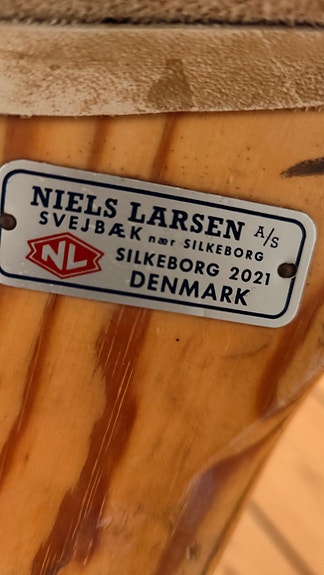 NIELS LARSEN A/S
SVEJBÆK nær SILKEBORG
NL SILKEBORG 2021
DENMARK